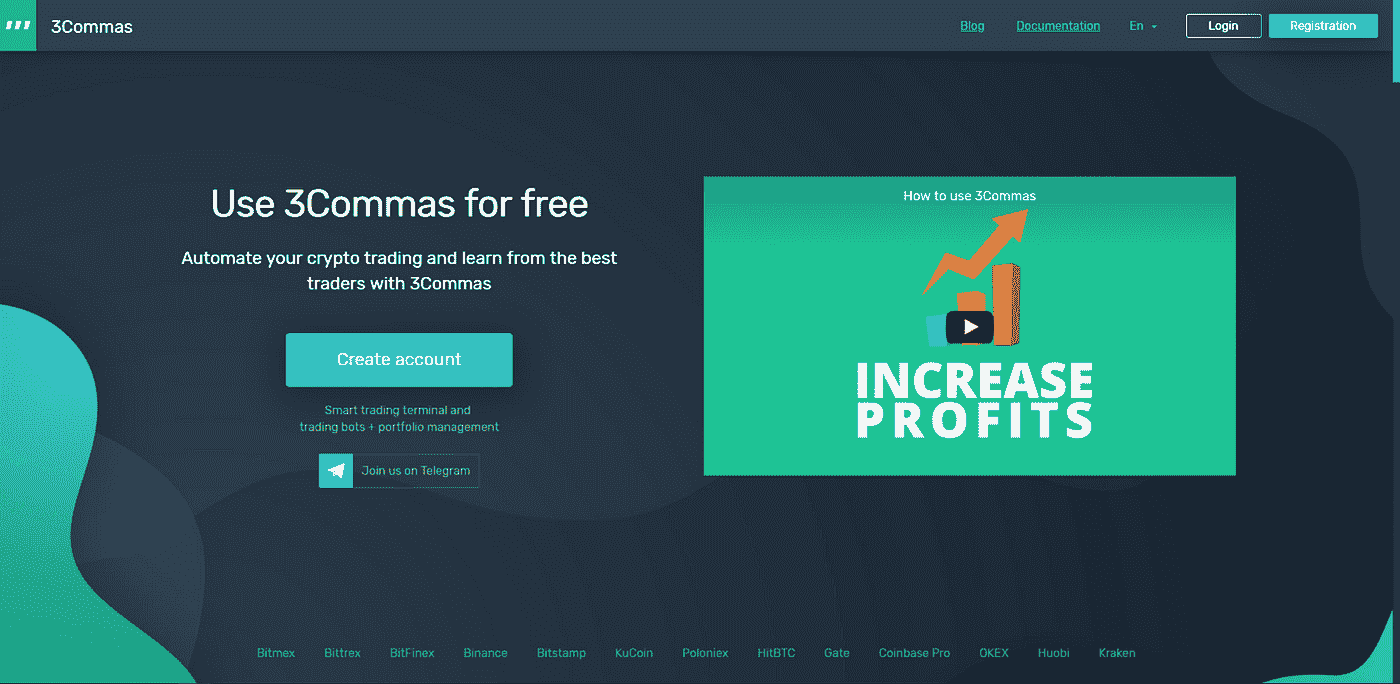 3Commas
Blog Documentation En Login Registration
Use 3Commas for free
Automate your crypto trading and learn from the best
traders with 3Commas
Create account
Smart trading terminal and
trading bots + portfolio management
Join us on Telegram
How to use 3Commas
INCREASE
PROFITS
Bitmex Bittrex BitFinex Binance Bitstamp KuCoin Poloniex HitBTC Gate Coinbase Pro OKEX Huobi Kraken